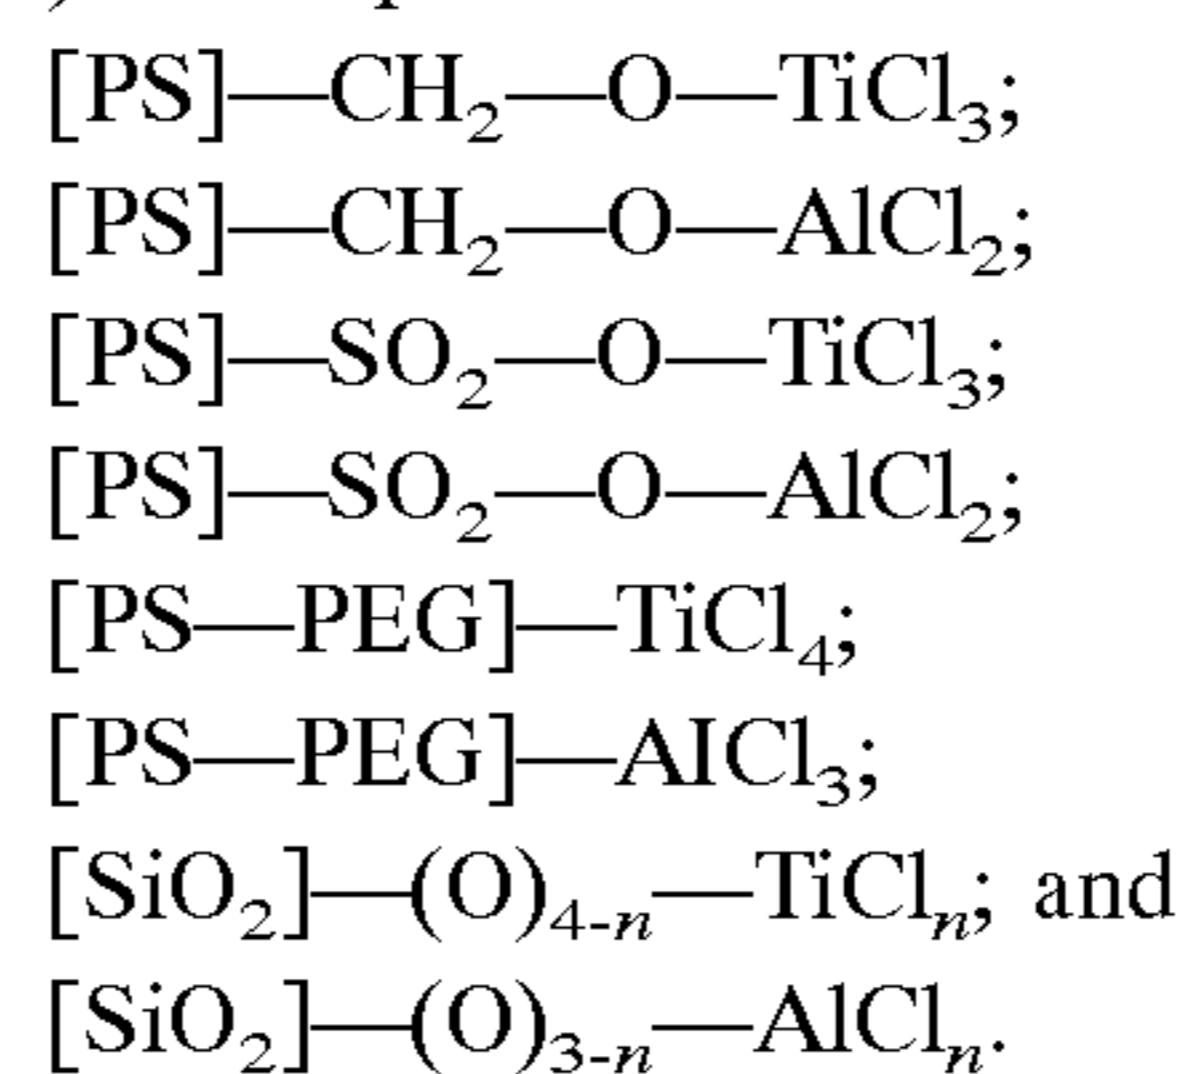 [PS]—CH₂—O—TiCl₃;
[PS]—CH₂—O—AlCl₂;
[PS]—SO₂—O—TiCl₃;
[PS]—SO₂—O—AlCl₂;
[PS—PEG]—TiCl₄;
[PS—PEG]—AICl₃;
[SiO₂]—(O)₄₋ₙ—TiClₙ; and
[SiO₂]—(O)₃₋ₙ—AlClₙ.